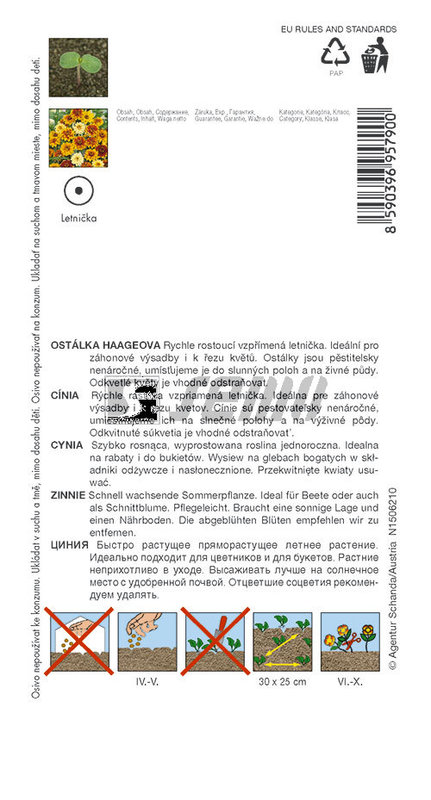 EU RULES AND STANDARDS
PAP
Obsah, Obsah, Содержание,
Contents, Inhalt, Waga netto
Záruka, Exp., Гарантия,
Guarantee, Garantie, Ważne do
Kategorie, Kategória, Класс,
Category, Klasse, Klasa
8 590396 957900
Letnička
Osivo nepoužívat ke konzumu. Ukládát v suchu a tmě, mimo dosahu dětí. Osivo nepoužívať na konzum. Ukladať na suchom a tmavom mieste, mimo dosahu detí.
OSTÁLKA HAAGEOVA Rychle rostoucí vzpřímená letnička. Ideální pro
záhonové výsadby i k řezu květů. Ostálky jsou pěstitelsky
nenáročné, umísťujeme je do slunných poloh a na živné půdy.
Odkvetlé květy je vhodné odstraňovat.
CÍNIA Rýchle rastúca vzpriamená letnička. Ideálna pre záhonové
výsadby i k rezu kvetov. Cínie sú pestovateľsky nenáročné,
umiestňujeme ich na slnečné polohy a na výživné pôdy.
Odkvitnuté súkvetia je vhodné odstraňovať.
CYNIA Szybko rosnąca, wyprostowana roslina jednoroczna. Idealna
na rabaty i do bukietów. Wysiew na glebach bogatych w sk-
ładniki odżywcze i nasłonecznione. Przekwitnięte kwiaty usu-
wać.
ZINNIE Schnell wachsende Sommerpflanze. Ideal für Beete oder auch
als Schnittblume. Pflegeleicht. Braucht eine sonnige Lage und
einen Nährboden. Die abgeblühten Blüten empfehlen wir zu
entfernen.
ЦИНИЯ Быстро растущее пряморастущее летнее растение.
Идеально подходит для цветников и для букетов. Растние
неприхотливо в уходе. Высаживать лучше на солнечное
место с удобренной почвой. Отцветшие соцветия рекомен-
дуем удалять.
IV.-V.
30 x 25 cm
VI.-X.
© Agentur Schanda/Austria N1506210